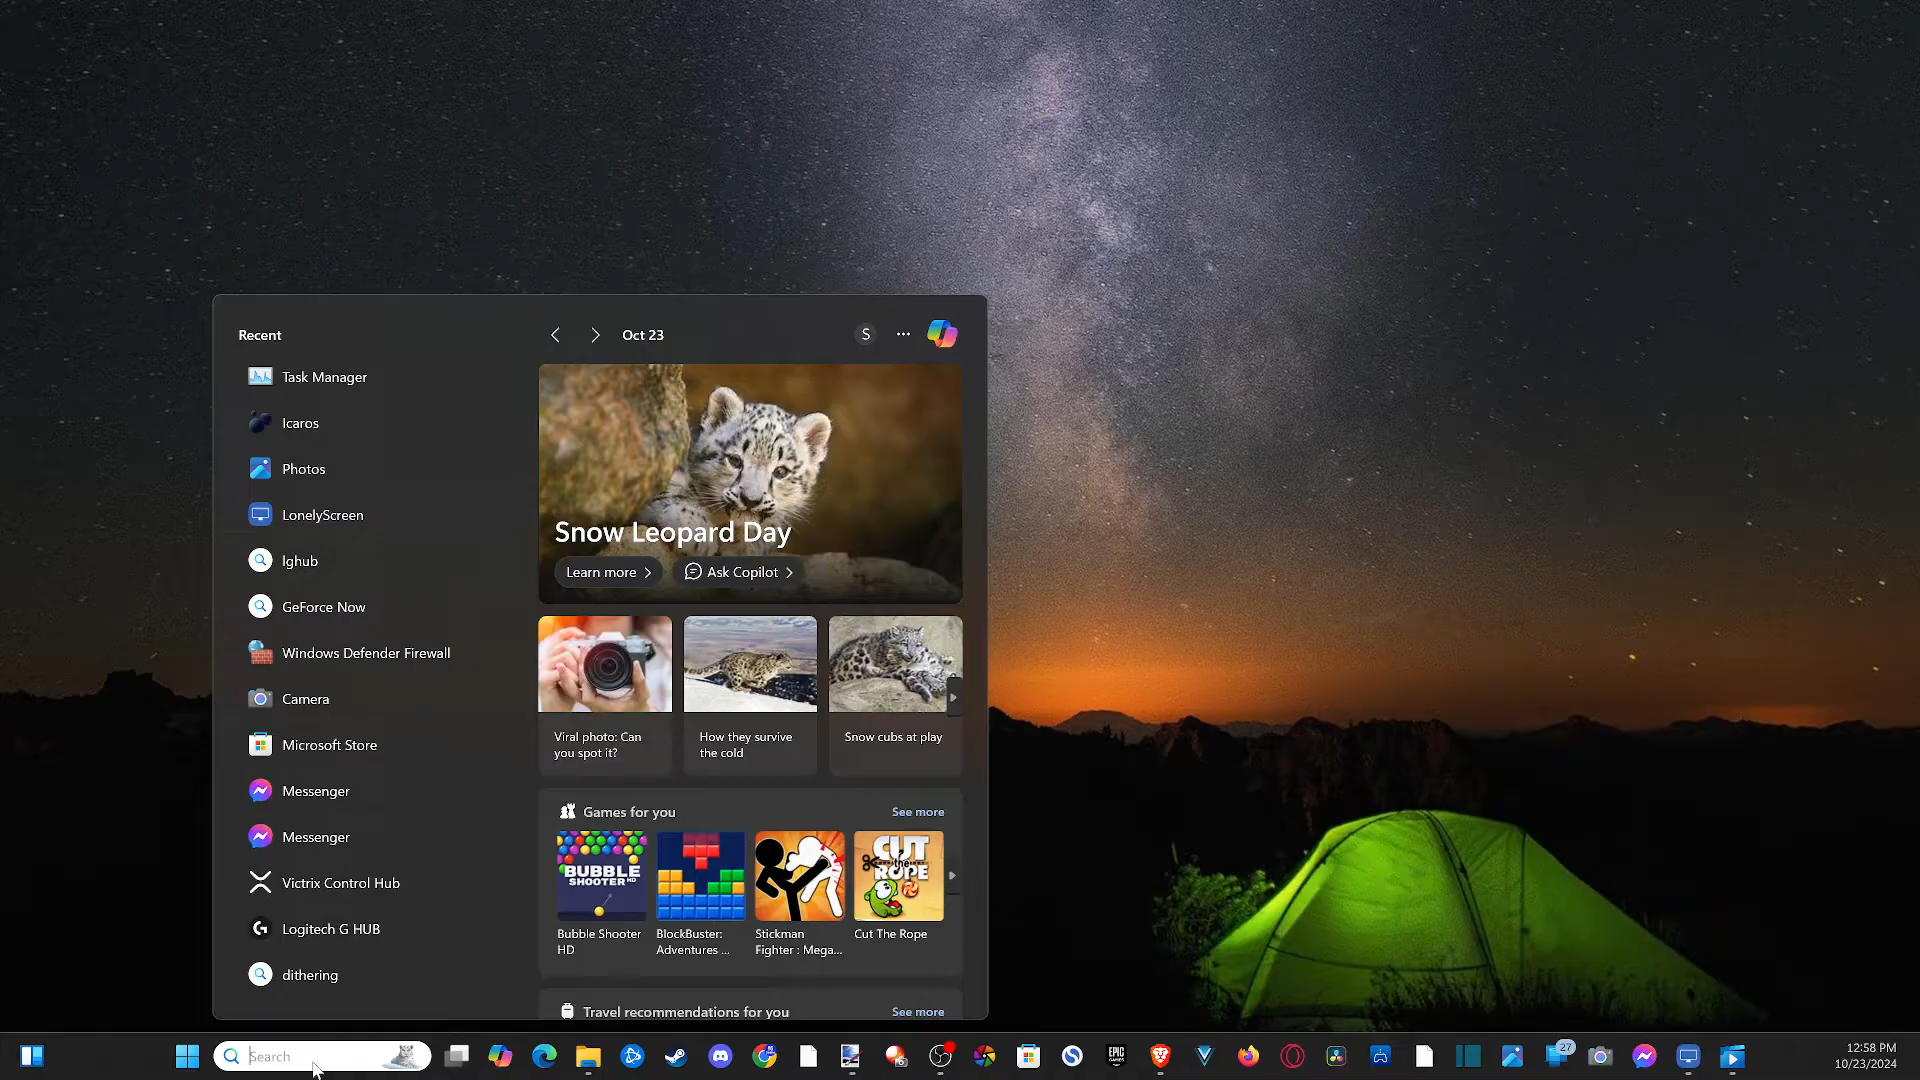 Recent
Oct 23
S
Task Manager
Icaros
Photos
LonelyScreen
lghub
GeForce Now
Windows Defender Firewall
Camera
Microsoft Store
Messenger
Messenger
Victrix Control Hub
Logitech G HUB
dithering
Snow Leopard Day
Learn more
Ask Copilot
Viral photo: Can
you spot it?
How they survive
the cold
Snow cubs at play
Games for you
See more
BUBBLE
SHOOTER HD
CUT
the
ROPE
Bubble Shooter
HD
BlockBuster:
Adventures ...
Stickman
Fighter : Mega...
Cut The Rope
Travel recommendations for you
See more
Search
EPIC
GAMES
27
12:58 PM
10/23/2024